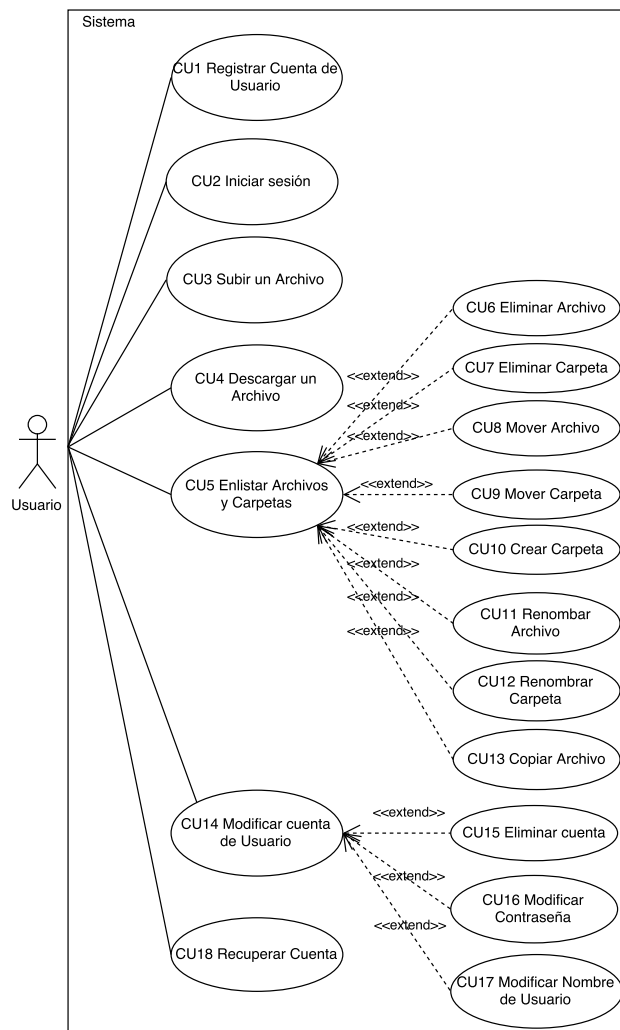 Sistema
CU1 Registrar Cuenta de
Usuario
CU2 Iniciar sesión
CU3 Subir un Archivo
CU6 Eliminar Archivo
CU4 Descargar un
Archivo
<<extend>>
CU7 Eliminar Carpeta
<<extend>>
CU8 Mover Archivo
<<extend>>
Usuario
CU5 Enlistar Archivos
y Carpetas
<<extend>>
CU9 Mover Carpeta
<<extend>>
CU10 Crear Carpeta
<<extend>>
CU11 Renombar
Archivo
<<extend>>
<<extend>>
CU12 Renombrar
Carpeta
CU13 Copiar Archivo
CU14 Modificar cuenta
de Usuario
<<extend>>
CU15 Eliminar cuenta
<<extend>>
CU16 Modificar
Contraseña
<<extend>>
CU18 Recuperar Cuenta
CU17 Modificar Nombre
de Usuario